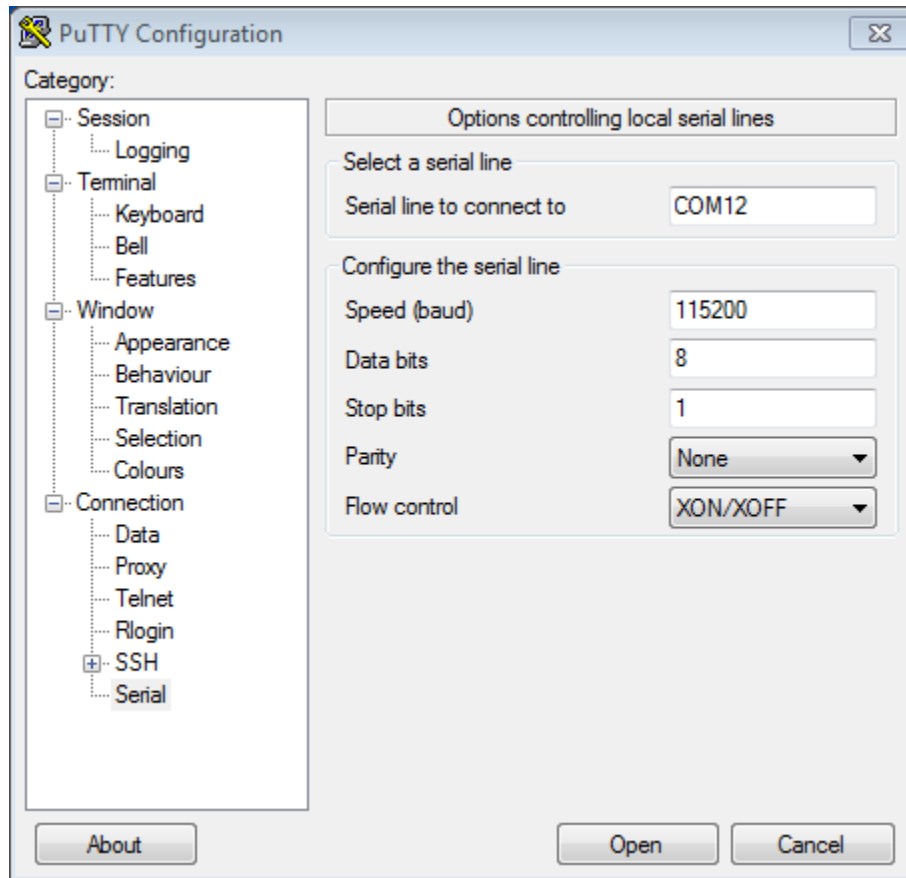 PuTTY Configuration
Category:
Session
Logging
Terminal
Keyboard
Bell
Features
Window
Appearance
Behaviour
Translation
Selection
Colours
Connection
Data
Proxy
Telnet
Rlogin
SSH
Serial
Options controlling local serial lines
Select a serial line
Serial line to connect to COM12
Configure the serial line
Speed (baud) 115200
Data bits 8
Stop bits 1
Parity None
Flow control XON/XOFF
About Open Cancel